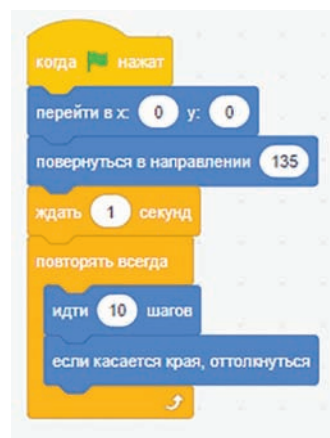 когда нажат
перейти в x: 0 y: 0
повернуться в направлении 135
ждать 1 секунд
повторять всегда
идти 10 шагов
если касается края, оттолкнуться